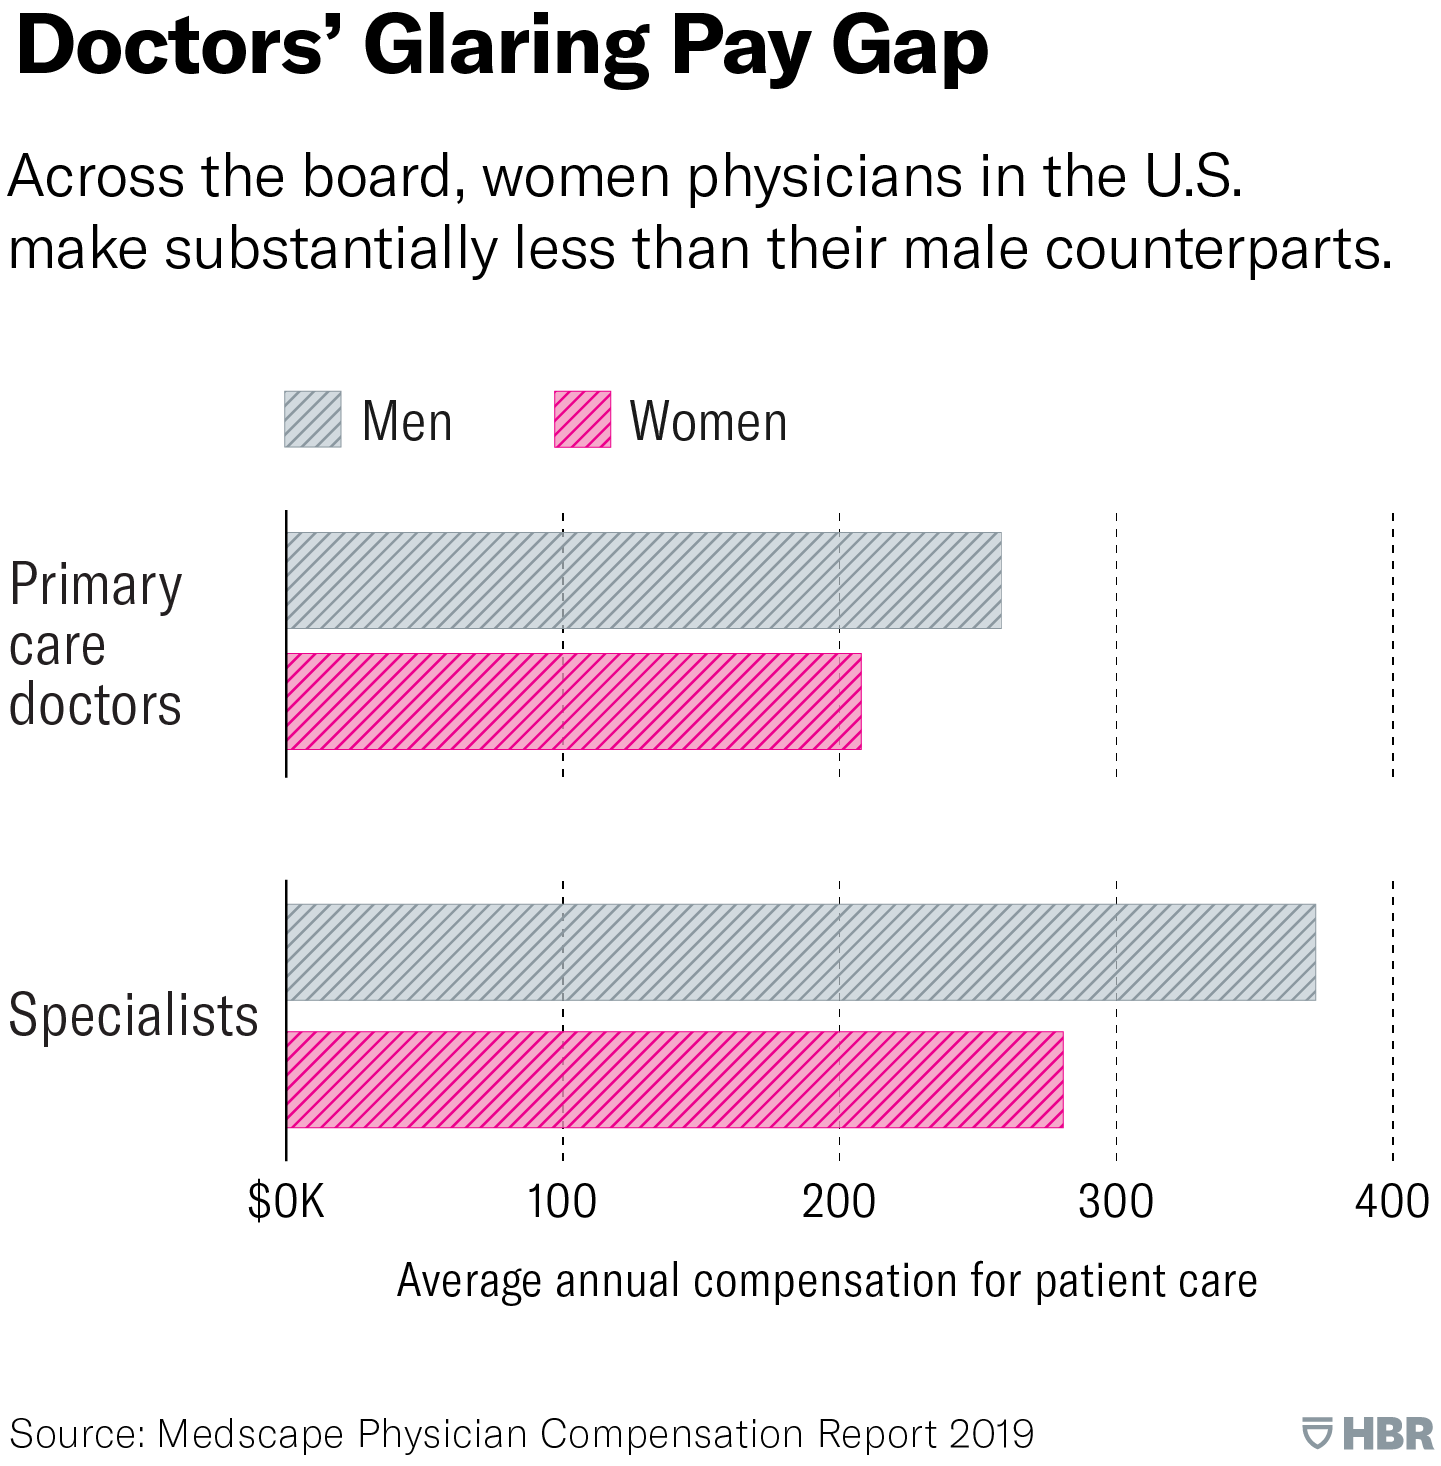 Doctors’ Glaring Pay Gap
Across the board, women physicians in the U.S.
make substantially less than their male counterparts.
Men
Women
Primary
care
doctors
Specialists
$0K 100 200 300 400
Average annual compensation for patient care
Source: Medscape Physician Compensation Report 2019
HBR